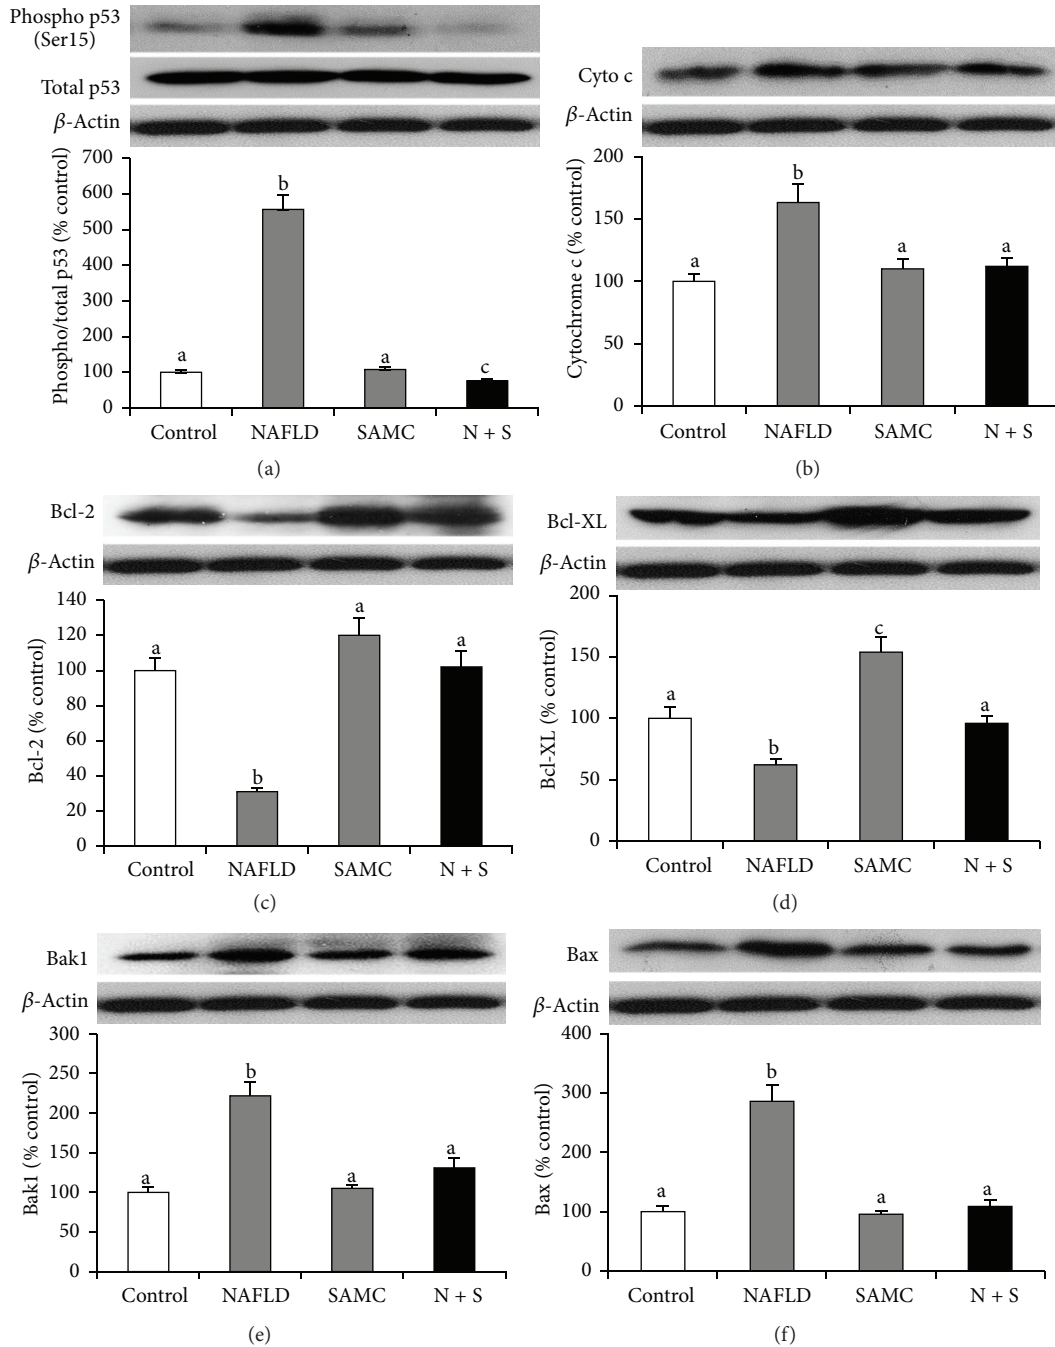 Phospho p53
(Ser15)
Total p53
β-Actin
Phospho/total p53 (% control)
700
600
500
400
300
200
100
0
a
b
a
c
Control NAFLD SAMC N + S
(a)
Cyto c
β-Actin
Cytochrome c (% control)
200
150
100
50
0
a
b
a
a
Control NAFLD SAMC N + S
(b)
Bcl-2
β-Actin
Bcl-2 (% control)
140
120
100
80
60
40
20
0
a
b
a
a
Control NAFLD SAMC N + S
(c)
Bcl-XL
β-Actin
Bcl-XL (% control)
200
150
100
50
0
a
b
c
a
Control NAFLD SAMC N + S
(d)
Bak1
β-Actin
Bak1 (% control)
300
250
200
150
100
50
0
a
b
a
a
Control NAFLD SAMC N + S
(e)
Bax
β-Actin
Bax (% control)
400
300
200
100
0
a
b
a
a
Control NAFLD SAMC N + S
(f)